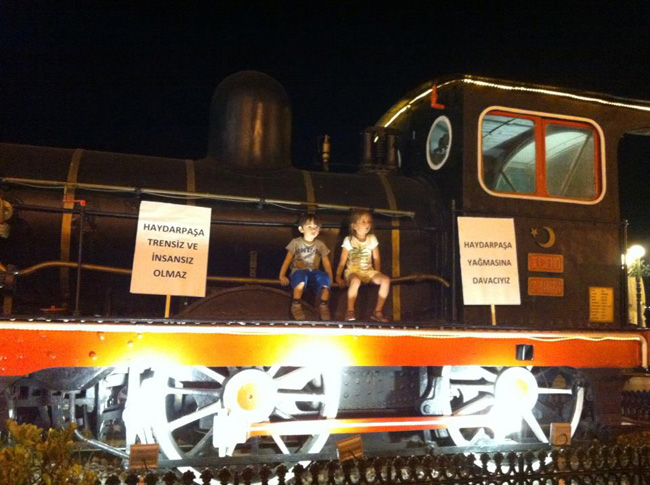 HAYDARPAŞA
TRENSİZ VE
İNSANSIZ
OLMAZ
HAYDARPAŞA
YAĞMASINA
DAVACIYIZ